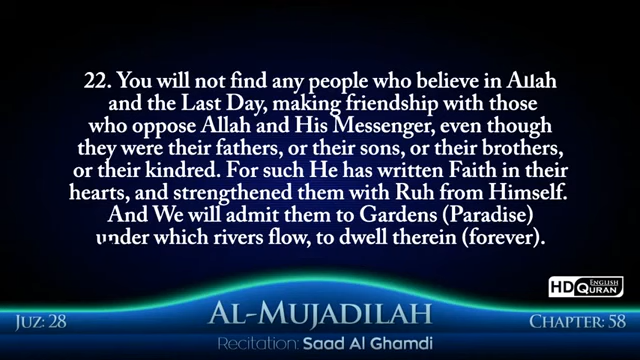 22. You will not find any people who believe in Allah
and the Last Day, making friendship with those
who oppose Allah and His Messenger, even though
they were their fathers, or their sons, or their brothers,
or their kindred. For such He has written Faith in their
hearts, and strengthened them with Ruh from Himself.
And We will admit them to Gardens (Paradise)
under which rivers flow, to dwell therein (forever).
HD ENGLISH QURAN
JUZ: 28
AL-MUJADILAH
CHAPTER: 58
Recitation: Saad Al Ghamdi